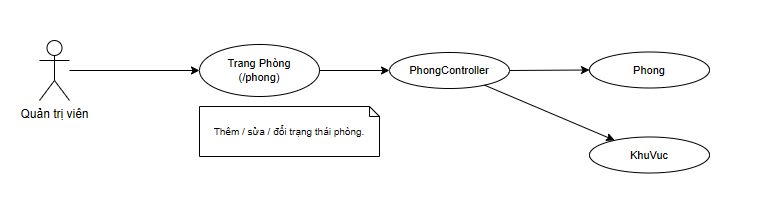 Quản trị viên
Trang Phòng
(/phong)
Thêm / sửa / đổi trạng thái phòng.
PhongController
Phong
KhuVuc